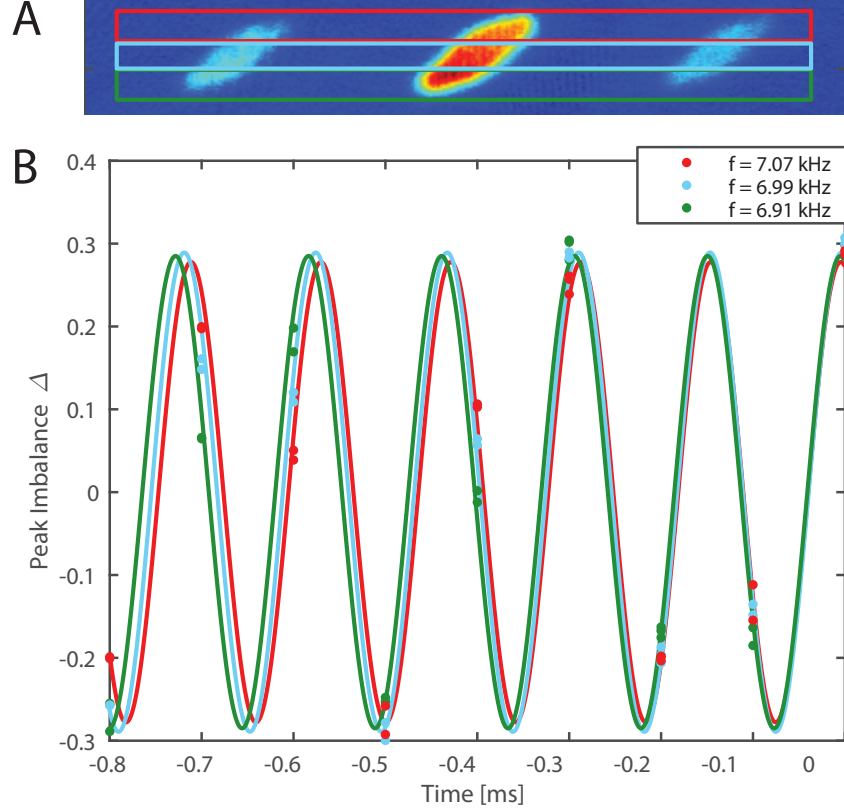 A
B
f = 7.07 kHz
f = 6.99 kHz
f = 6.91 kHz
0.4
0.3
0.2
0.1
0
-0.1
-0.2
-0.3
Peak Imbalance Δ
-0.8 -0.7 -0.6 -0.5 -0.4 -0.3 -0.2 -0.1 0
Time [ms]